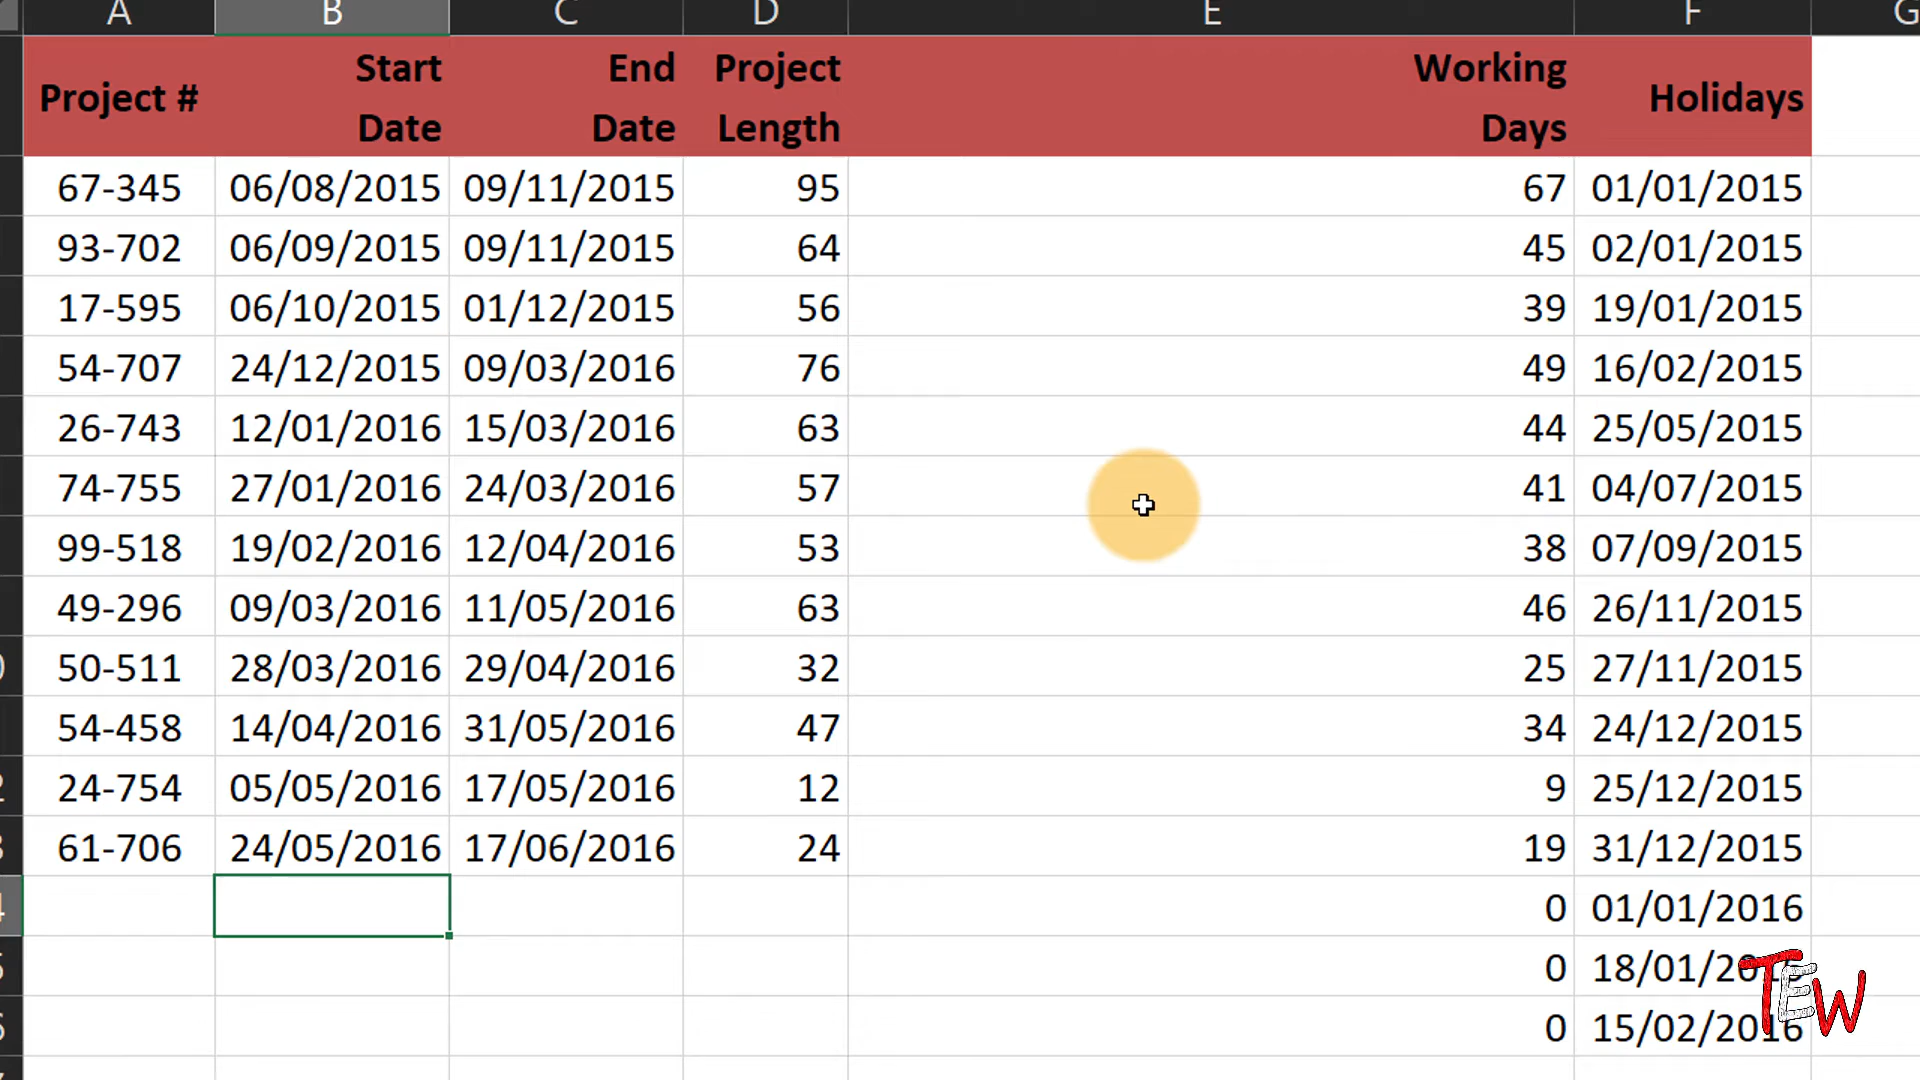 A B C D E F G
Project # Start Date End Date Project Length Working Days Holidays
67-345 06/08/2015 09/11/2015 95 67 01/01/2015
93-702 06/09/2015 09/11/2015 64 45 02/01/2015
17-595 06/10/2015 01/12/2015 56 39 19/01/2015
54-707 24/12/2015 09/03/2016 76 49 16/02/2015
26-743 12/01/2016 15/03/2016 63 44 25/05/2015
74-755 27/01/2016 24/03/2016 57 41 04/07/2015
99-518 19/02/2016 12/04/2016 53 38 07/09/2015
49-296 09/03/2016 11/05/2016 63 46 26/11/2015
50-511 28/03/2016 29/04/2016 32 25 27/11/2015
54-458 14/04/2016 31/05/2016 47 34 24/12/2015
24-754 05/05/2016 17/05/2016 12 9 25/12/2015
61-706 24/05/2016 17/06/2016 24 19 31/12/2015
0 01/01/2016
0
0 15/02/2016
TEW